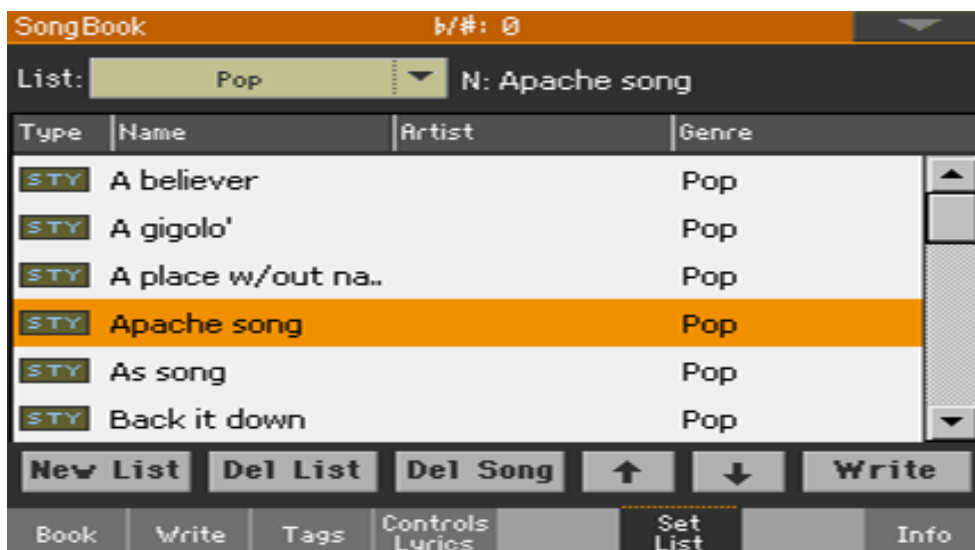 SongBook ♭/#: 0
List: Pop N: Apache song
Type Name Artist Genre
STY A believer Pop
STY A gigolo' Pop
STY A place w/out na.. Pop
STY Apache song Pop
STY As song Pop
STY Back it down Pop
New List Del List Del Song ↑ ↓ Write
Book Write Tags Controls Lyrics Set List Info